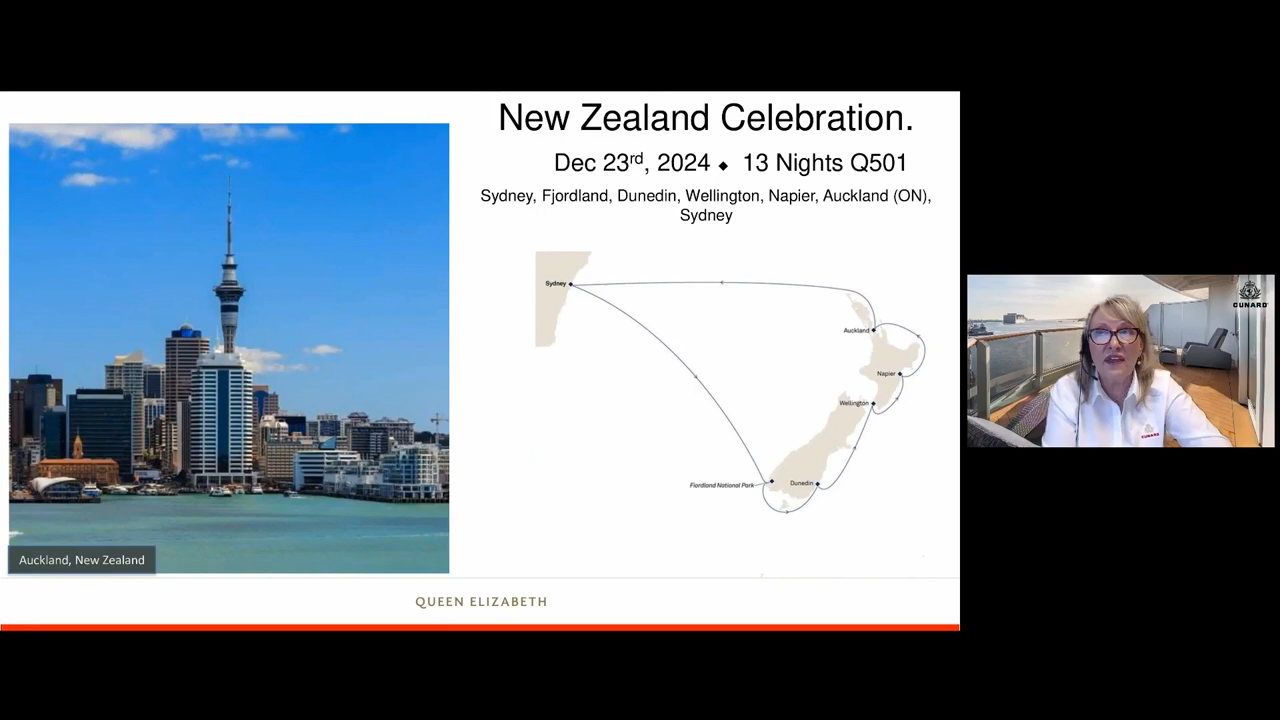 New Zealand Celebration.
Dec 23rd, 2024 ◆ 13 Nights Q501
Sydney, Fjordland, Dunedin, Wellington, Napier, Auckland (ON),
Sydney
Sydney
Auckland
Napier
Wellington
Fiordland National Park
Dunedin
Auckland, New Zealand
QUEEN ELIZABETH
CUNARD
CUNARD